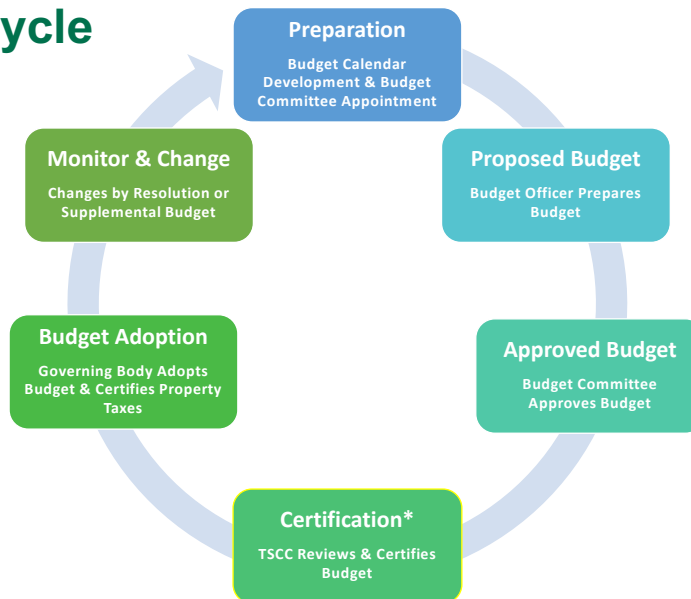 ycle
Preparation
Budget Calendar
Development & Budget
Committee Appointment
Proposed Budget
Budget Officer Prepares
Budget
Approved Budget
Budget Committee
Approves Budget
Certification*
TSCC Reviews & Certifies
Budget
Budget Adoption
Governing Body Adopts
Budget & Certifies Property
Taxes
Monitor & Change
Changes by Resolution or
Supplemental Budget